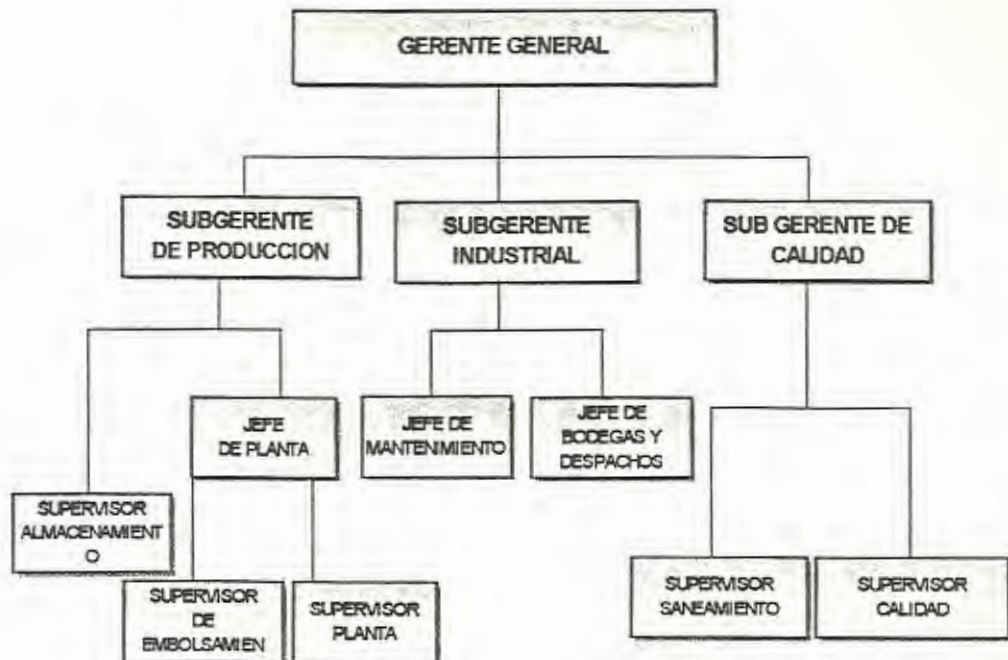 GERENTE GENERAL
SUBGERENTE
DE PRODUCCION
SUBGERENTE
INDUSTRIAL
SUB GERENTE DE
CALIDAD
JEFE
DE PLANTA
JEFE DE
MANTENIMIENTO
JEFE DE
BODEGAS Y
DESPACHOS
SUPERVISOR
ALMACENAMIENT
O
SUPERVISOR
DE
EMBOLSAMIEN
SUPERVISOR
PLANTA
SUPERVISOR
SANEAMIENTO
SUPERVISOR
CALIDAD